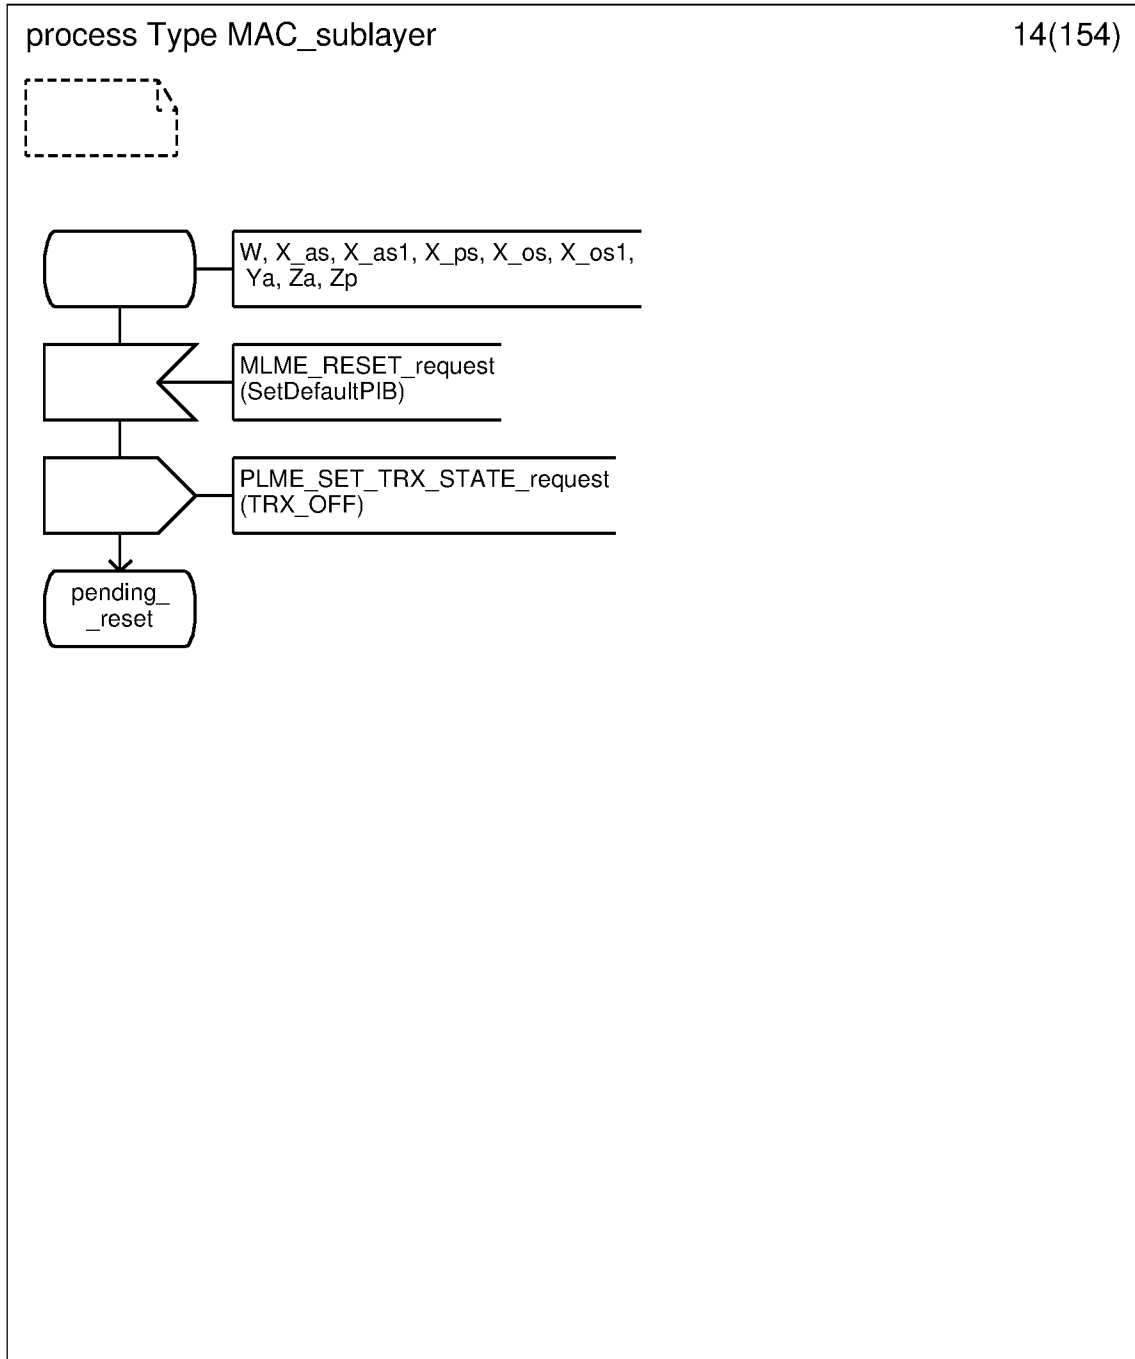 process Type MAC_sublayer
14(154)
W, X_as, X_as1, X_ps, X_os, X_os1,
Ya, Za, Zp
MLME_RESET_request
(SetDefaultPIB)
PLME_SET_TRX_STATE_request
(TRX_OFF)
pending_
_reset